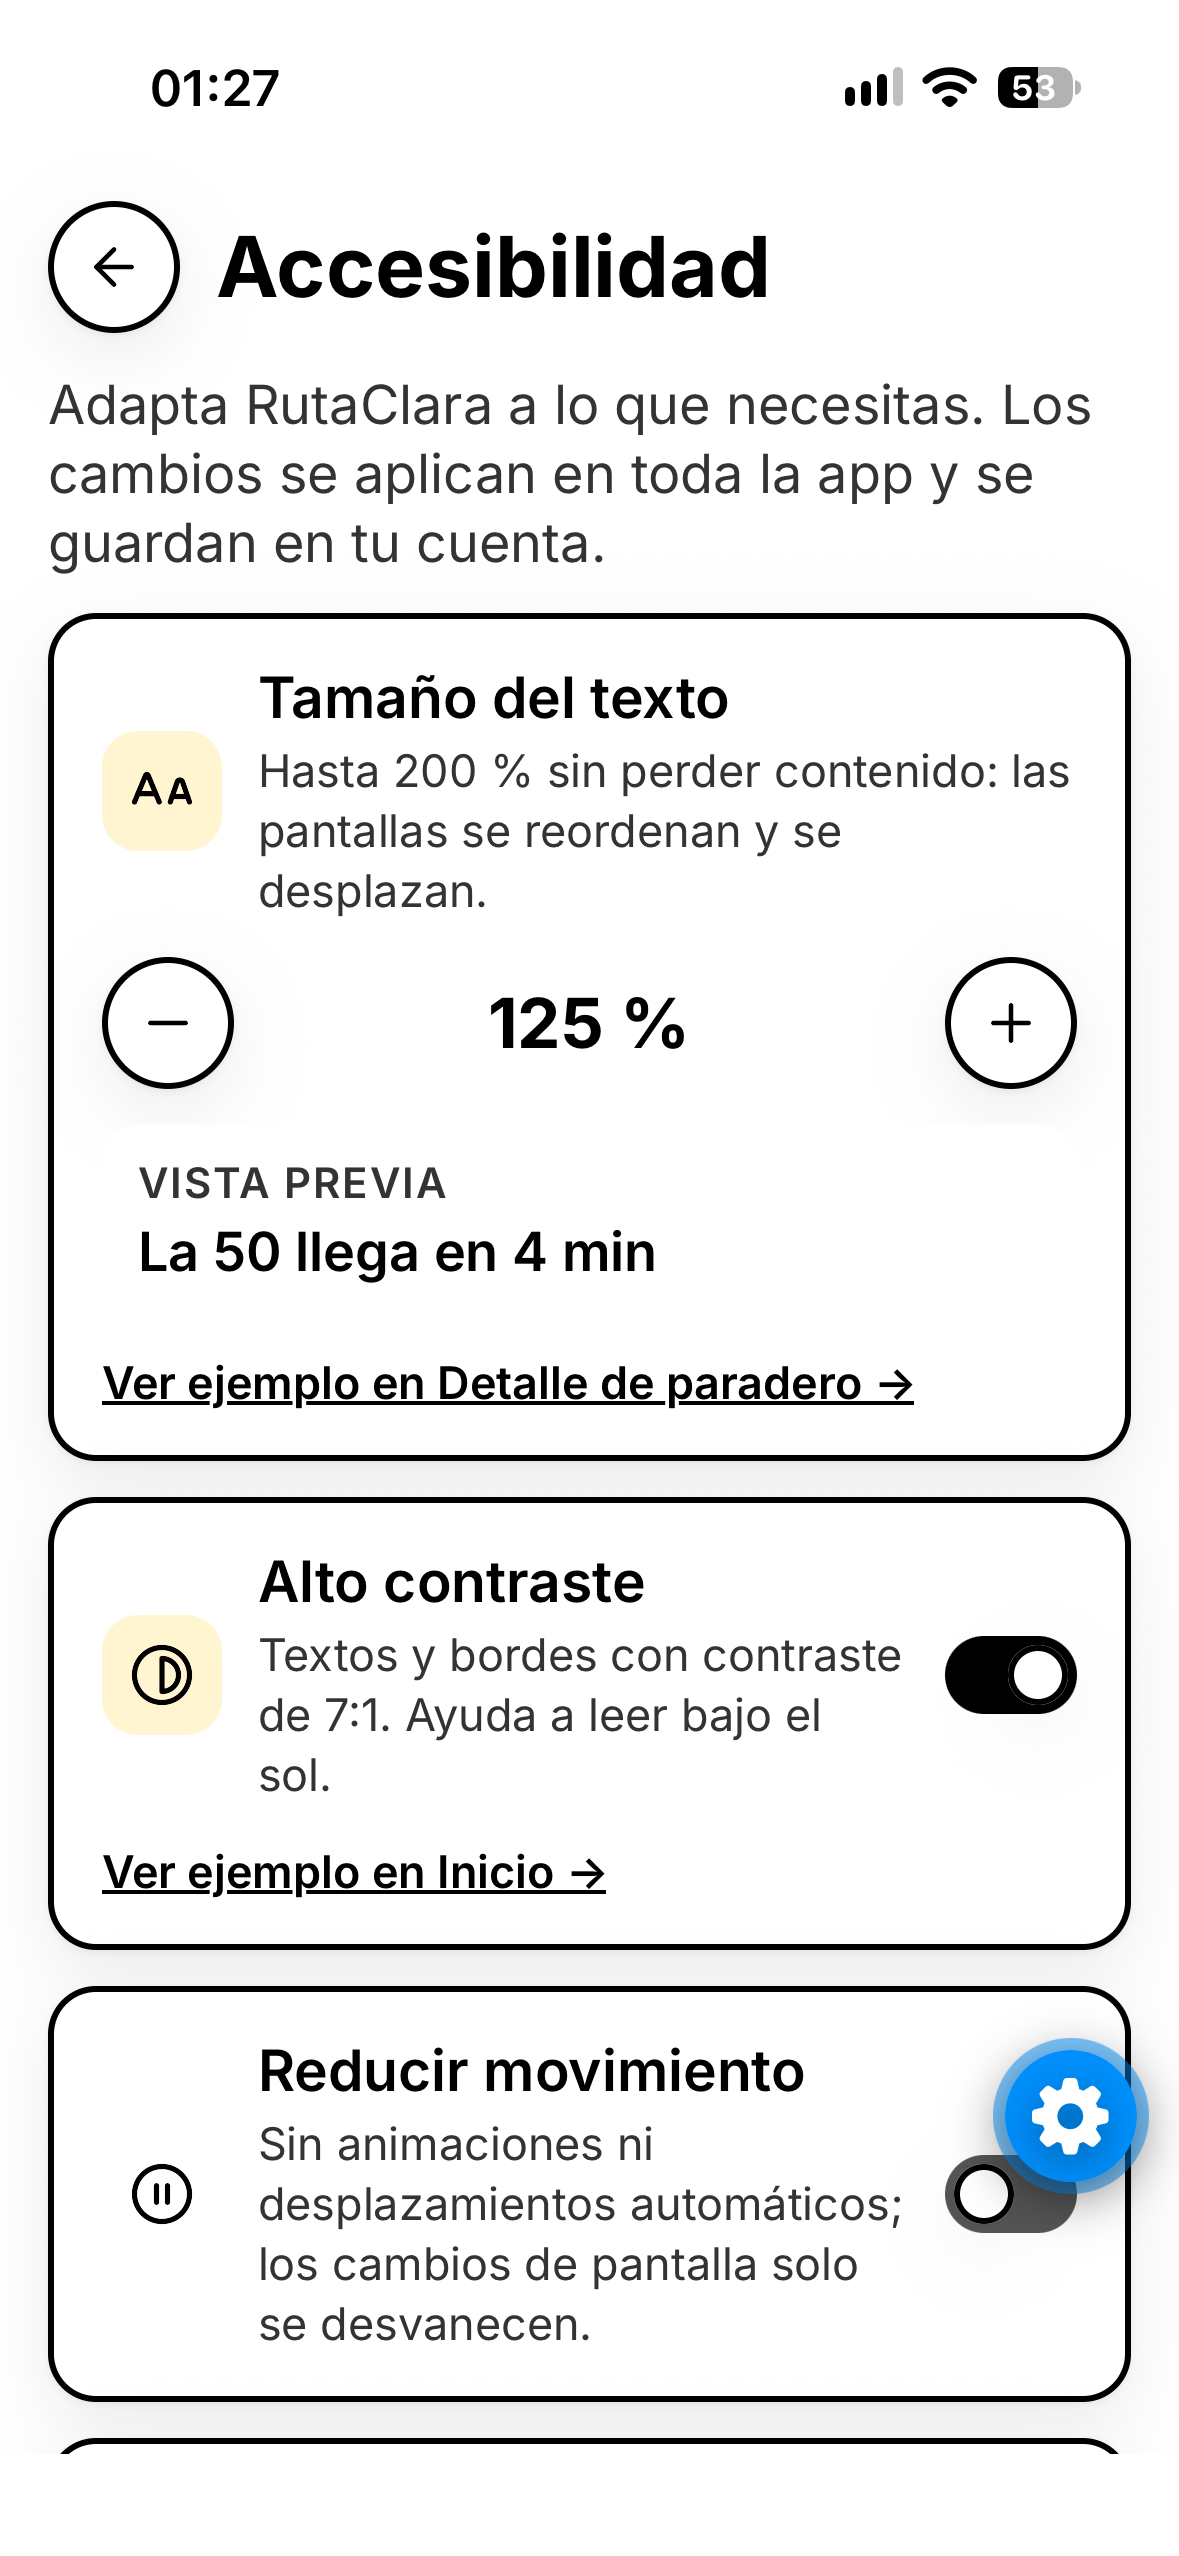 01:27
53
Accesibilidad
Adapta RutaClara a lo que necesitas. Los
cambios se aplican en toda la app y se
guardan en tu cuenta.
Tamaño del texto
Hasta 200 % sin perder contenido: las
pantallas se reordenan y se
desplazan.
AA
125 %
VISTA PREVIA
La 50 llega en 4 min
Ver ejemplo en Detalle de paradero →
Alto contraste
Textos y bordes con contraste
de 7:1. Ayuda a leer bajo el
sol.
Ver ejemplo en Inicio →
Reducir movimiento
Sin animaciones ni
desplazamientos automáticos;
los cambios de pantalla solo
se desvanecen.